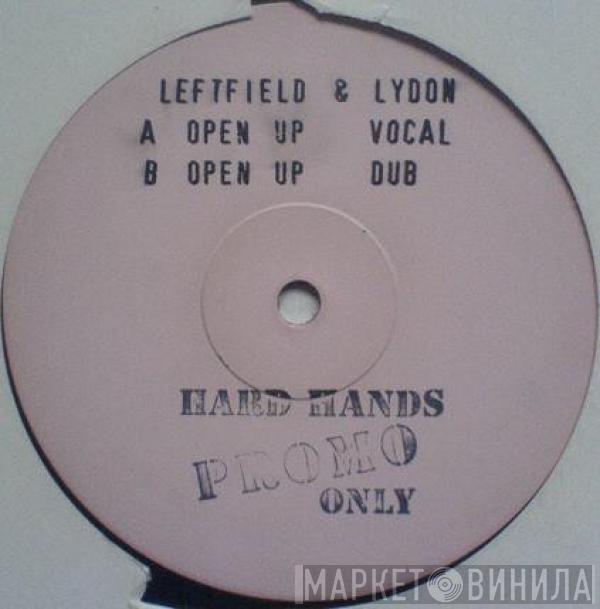 LEFTFIELD & LYDON
A OPEN UP VOCAL
B OPEN UP DUB
HARD HANDS
PROMO
ONLY
МАРКЕТ ВИНИЛА